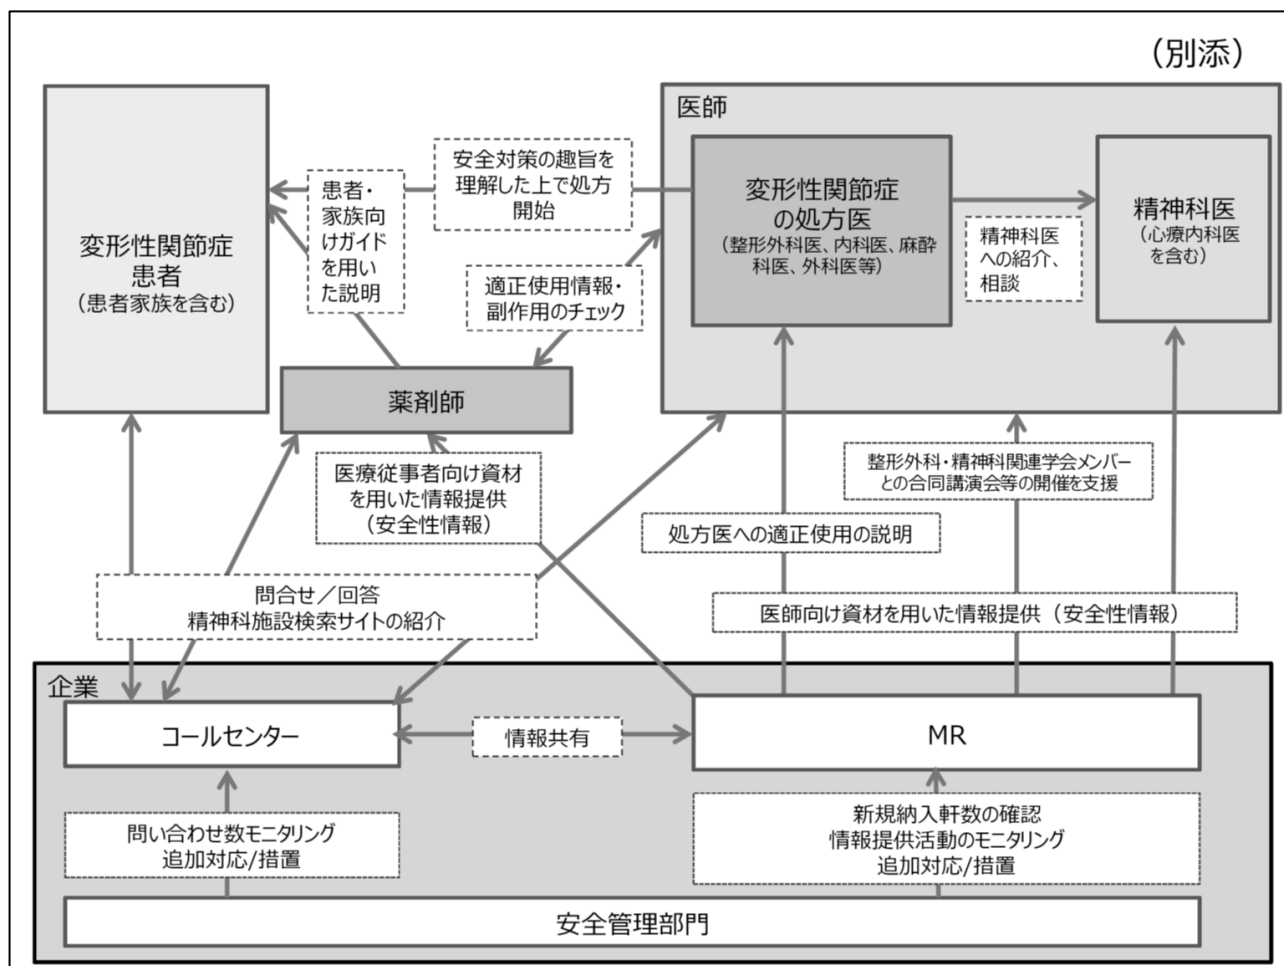 （別添）
医師
変形性関節症
患者
（患者家族を含む）
患者・
家族向
けガイド
を用い
た説明
安全対策の趣旨を
理解した上で処方
開始
適正使用情報・
副作用のチェック
変形性関節症
の処方医
（整形外科医、内科医、麻酔
科医、外科医等）
精神科医
への紹介、
相談
精神科医
（心療内科医
を含む）
薬剤師
医療従事者向け資材
を用いた情報提供
（安全性情報）
整形外科・精神科関連学会メンバー
との合同講演会等の開催を支援
処方医への適正使用の説明
問合せ／回答
精神科施設検索サイトの紹介
医師向け資材を用いた情報提供（安全性情報）
企業
コールセンター
情報共有
MR
問い合わせ数モニタリング
追加対応/措置
新規納入軒数の確認
情報提供活動のモニタリング
追加対応/措置
安全管理部門